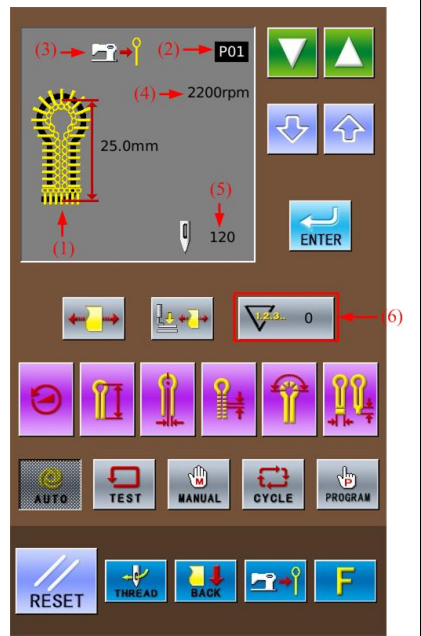 (3) (2) P01
(4) 2200rpm
25.0mm
(5)
120
(1)
ENTER
1.2.3.. 0 (6)
AUTO TEST M MANUAL CYCLE P PROGRAM
RESET THREAD BACK F